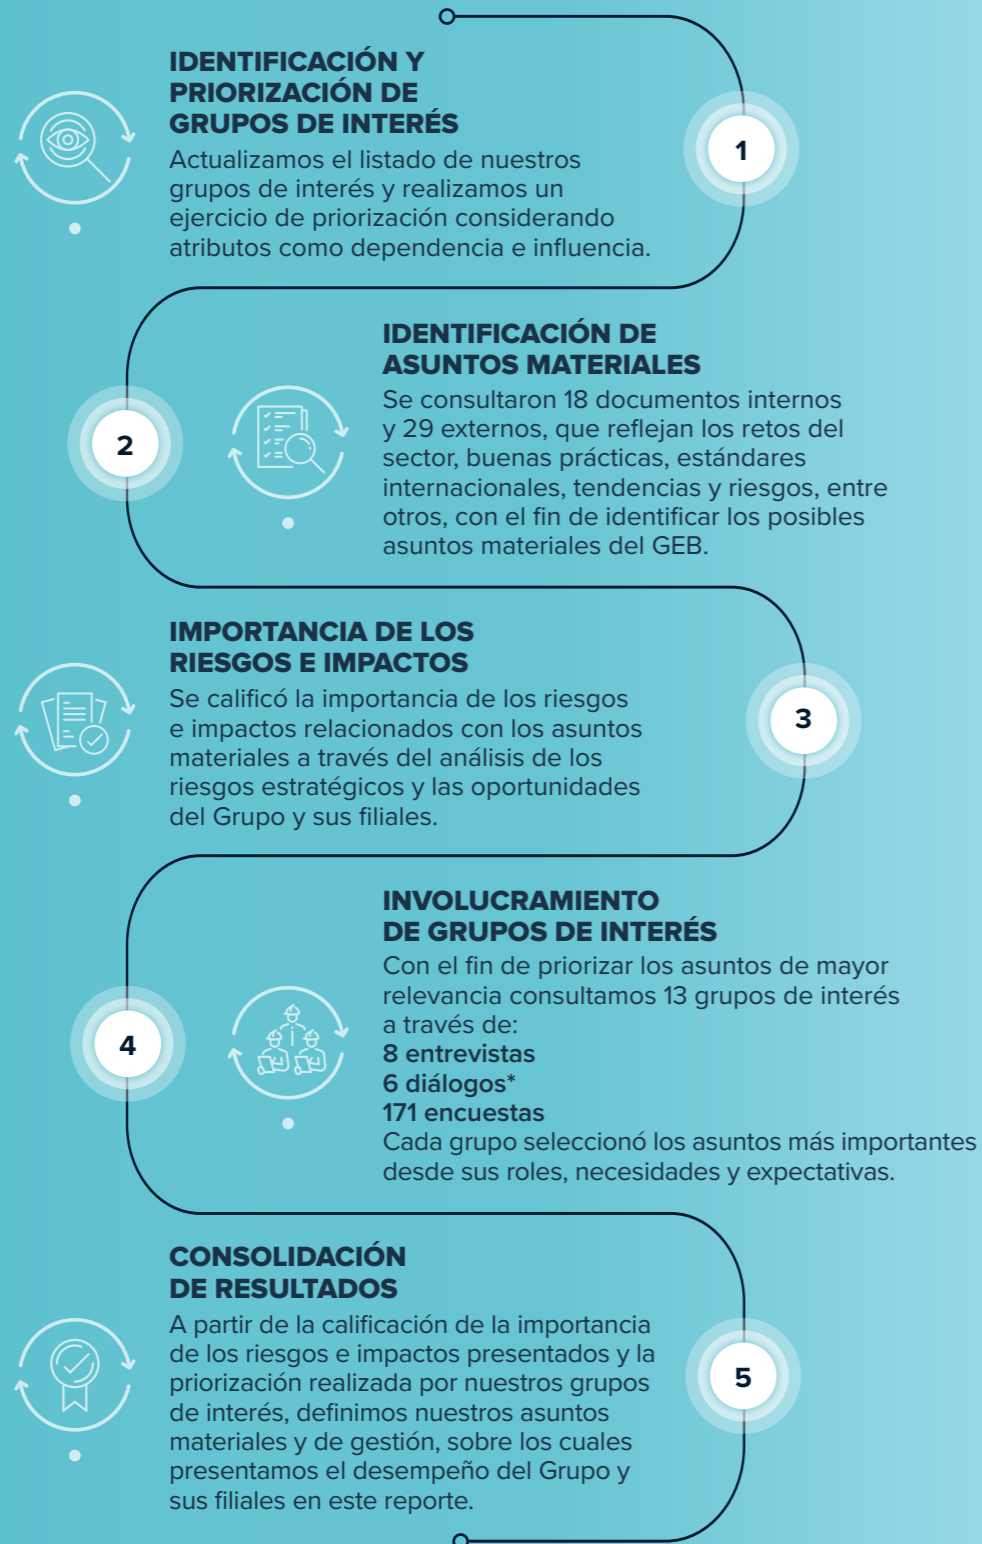 IDENTIFICACIÓN Y
PRIORIZACIÓN DE
GRUPOS DE INTERÉS
Actualizamos el listado de nuestros
grupos de interés y realizamos un
ejercicio de priorización considerando
atributos como dependencia e influencia.
1
IDENTIFICACIÓN DE
ASUNTOS MATERIALES
Se consultaron 18 documentos internos
y 29 externos, que reflejan los retos del
sector, buenas prácticas, estándares
internacionales, tendencias y riesgos, entre
otros, con el fin de identificar los posibles
asuntos materiales del GEB.
2
IMPORTANCIA DE LOS
RIESGOS E IMPACTOS
Se calificó la importancia de los riesgos
e impactos relacionados con los asuntos
materiales a través del análisis de los
riesgos estratégicos y las oportunidades
del Grupo y sus filiales.
3
INVOLUCRAMIENTO
DE GRUPOS DE INTERÉS
Con el fin de priorizar los asuntos de mayor
relevancia consultamos 13 grupos de interés
a través de:
8 entrevistas
6 diálogos*
171 encuestas
Cada grupo seleccionó los asuntos más importantes
desde sus roles, necesidades y expectativas.
4
CONSOLIDACIÓN
DE RESULTADOS
A partir de la calificación de la importancia
de los riesgos e impactos presentados y la
priorización realizada por nuestros grupos
de interés, definimos nuestros asuntos
materiales y de gestión, sobre los cuales
presentamos el desempeño del Grupo y
sus filiales en este reporte.
5